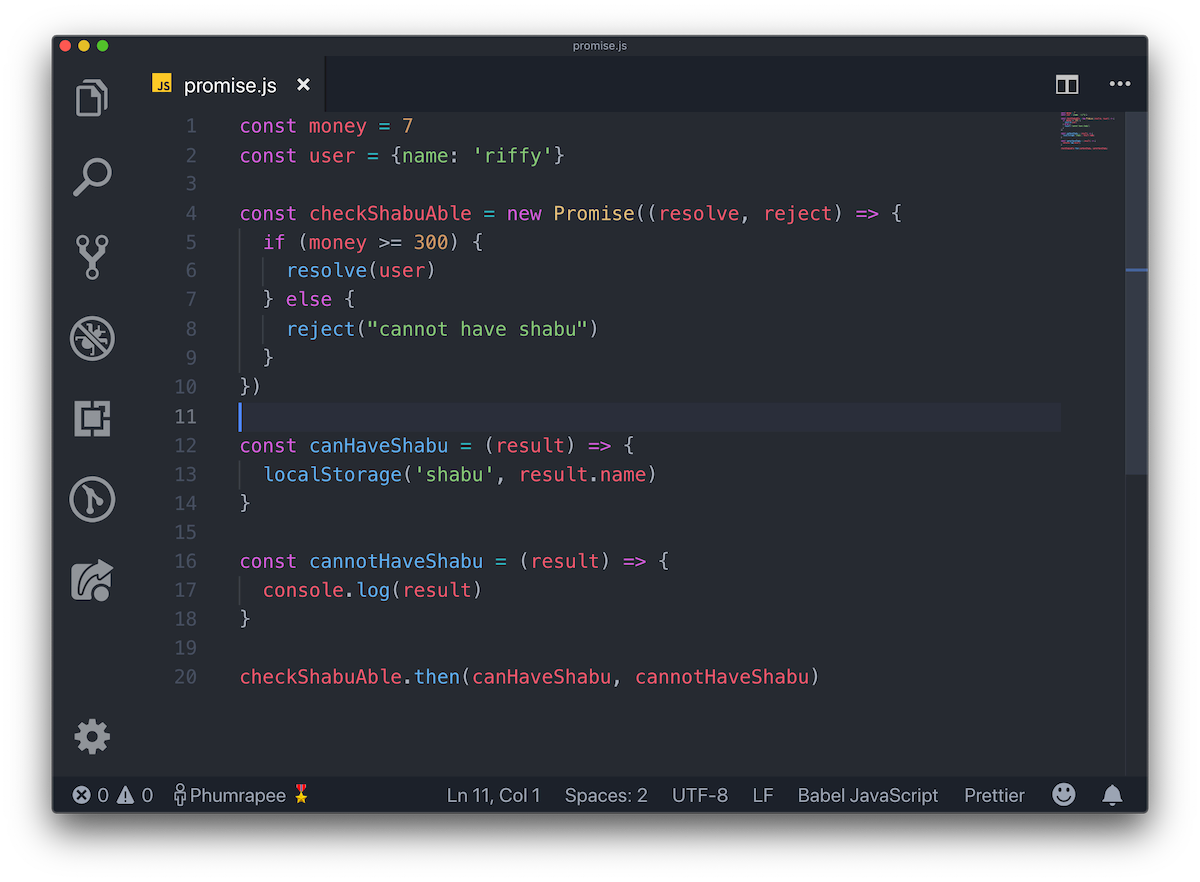 promise.js
JS promise.js ×
1 const money = 7
2 const user = {name: 'riffy'}
3
4 const checkShabuAble = new Promise((resolve, reject) => {
5   if (money >= 300) {
6     resolve(user)
7   } else {
8     reject("cannot have shabu")
9   }
10 })
11
12 const canHaveShabu = (result) => {
13   localStorage('shabu', result.name)
14 }
15
16 const cannotHaveShabu = (result) => {
17   console.log(result)
18 }
19
20 checkShabuAble.then(canHaveShabu, cannotHaveShabu)
0 0 Phumrapee Ln 11, Col 1 Spaces: 2 UTF-8 LF Babel JavaScript Prettier